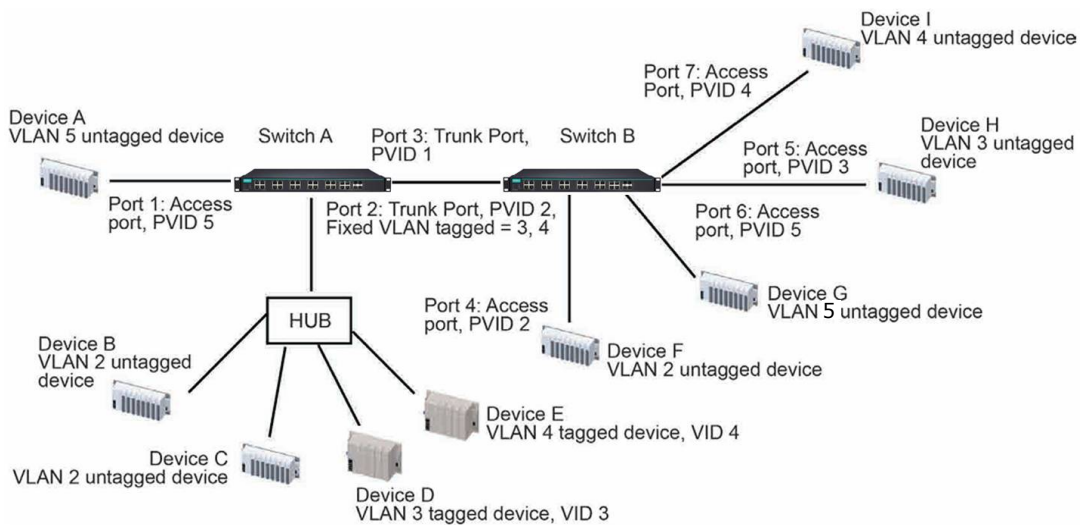 Device I
VLAN 4 untagged device
Port 7: Access
Port, PVID 4
Device A
VLAN 5 untagged device
Switch A
Port 3: Trunk Port,
PVID 1
Switch B
Device H
VLAN 3 untagged
device
Port 5: Access
port, PVID 3
Port 1: Access
port, PVID 5
Port 2: Trunk Port, PVID 2,
Fixed VLAN tagged = 3, 4
Port 6: Access
port, PVID 5
Device G
VLAN 5 untagged device
HUB
Port 4: Access
port, PVID 2
Device F
VLAN 2 untagged device
Device B
VLAN 2 untagged
device
Device E
VLAN 4 tagged device, VID 4
Device C
VLAN 2 untagged device
Device D
VLAN 3 tagged device, VID 3